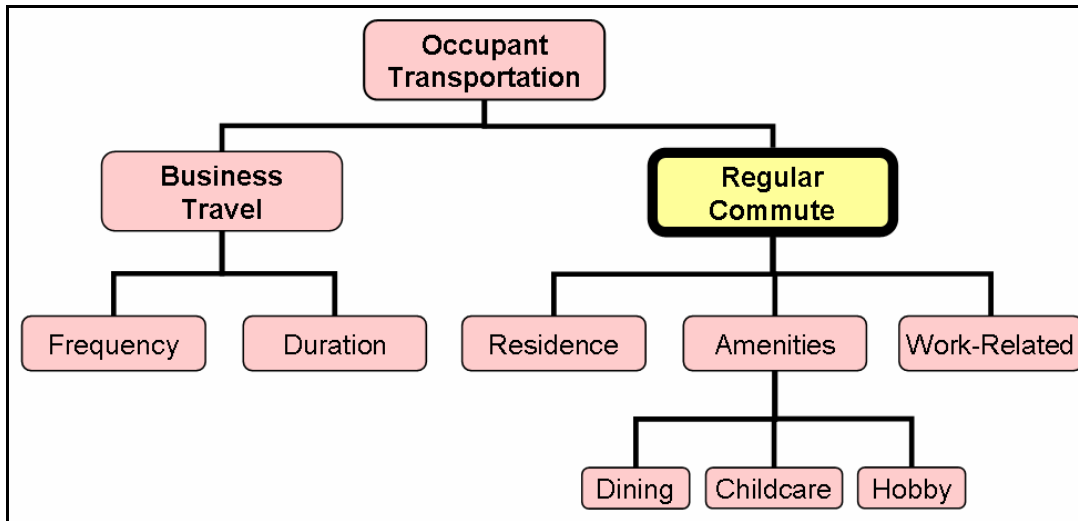 Occupant
Transportation
Business
Travel
Regular
Commute
Frequency
Duration
Residence
Amenities
Work-Related
Dining
Childcare
Hobby